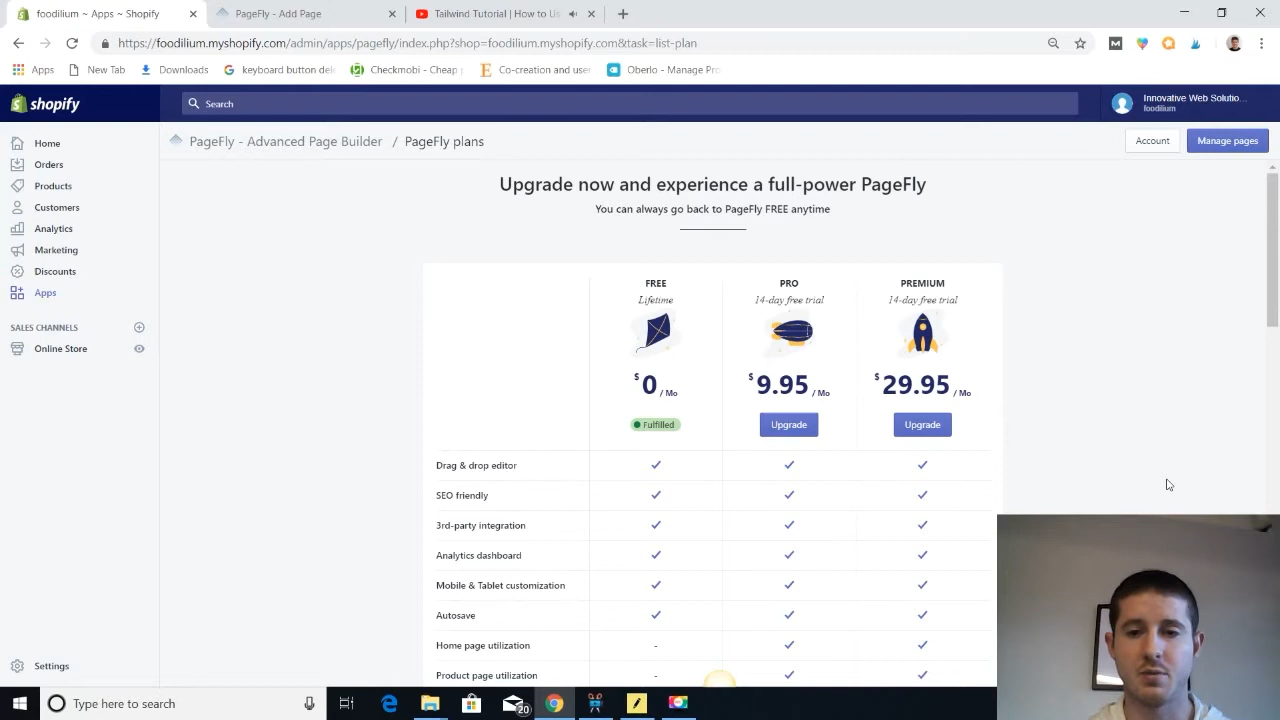 foodilium ~ Apps ~ Shopify
PageFly - Add Page
Tailwind Tutorial | How to Us
https://foodilium.myshopify.com/admin/apps/pagefly/index.php?shop=foodilium.myshopify.com&task=list-plan
Apps
New Tab
Downloads
keyboard button del
Checkmobi - Cheap p
Co-creation and user
Oberlo - Manage Pro
shopify
Search
Innovative Web Solutio...
foodilium
Home
Orders
Products
Customers
Analytics
Marketing
Discounts
Apps
SALES CHANNELS
Online Store
Settings
PageFly - Advanced Page Builder / PageFly plans
Account
Manage pages
Upgrade now and experience a full-power PageFly
You can always go back to PageFly FREE anytime
FREE PRO PREMIUM
Lifetime 14-day free trial 14-day free trial
$0 / Mo $9.95 / Mo $29.95 / Mo
Fulfilled Upgrade Upgrade
Drag & drop editor
SEO friendly
3rd-party integration
Analytics dashboard
Mobile & Tablet customization
Autosave
Home page utilization -
Product page utilization -
Type here to search
20